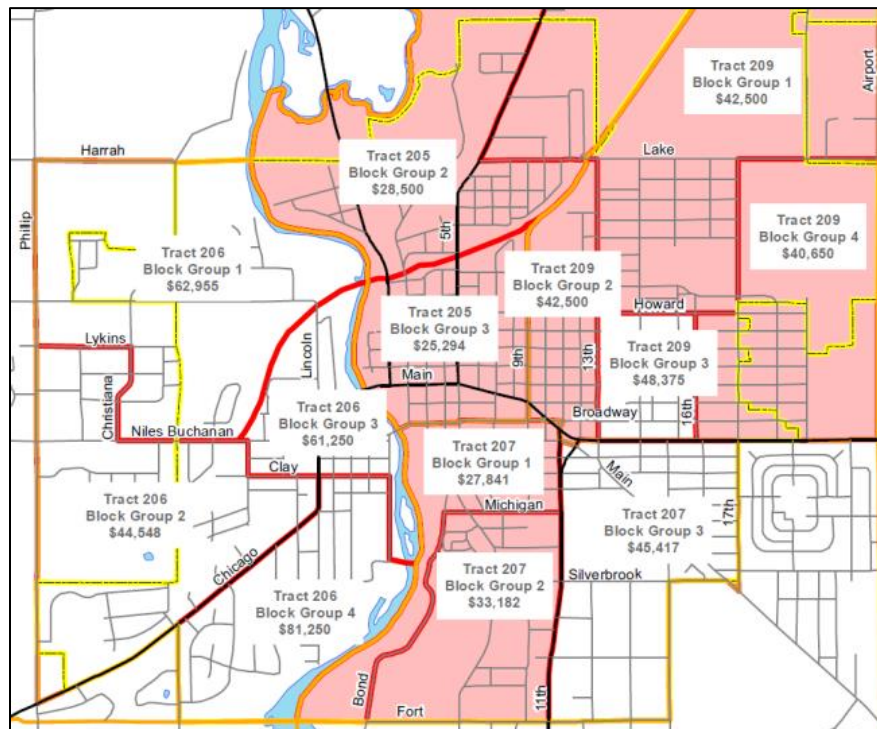 Tract 209
Block Group 1
$42,500
Airport
Harrah
Lake
Tract 205
Block Group 2
$28,500
Phillip
5th
Tract 209
Block Group 4
$40,650
Tract 206
Block Group 1
$62,955
Tract 209
Block Group 2
$42,500
Howard
Tract 205
Block Group 3
$25,294
Lykins
Lincoln
9th
13th
Tract 209
Block Group 3
$48,375
Main
Christiana
16th
Tract 206
Block Group 3
$61,250
Broadway
Niles Buchanan
Tract 207
Block Group 1
$27,841
Clay
Main
Tract 206
Block Group 2
$44,548
Michigan
17th
Tract 207
Block Group 3
$45,417
Chicago
Tract 207
Block Group 2
$33,182
Silverbrook
Tract 206
Block Group 4
$81,250
Bond
11th
Fort